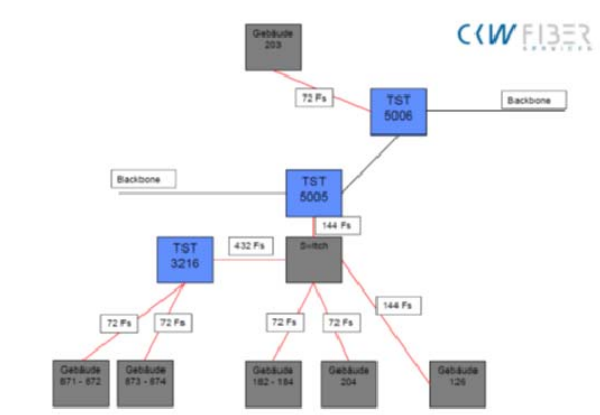 Gebäude
203
CKW FIBER
SERVICES
72 Fs
TST
5006
Backbone
Backbone
TST
5005
144 Fs
TST
3216
432 Fs
Switch
144 Fs
72 Fs
72 Fs
72 Fs
72 Fs
Gebäude
871 - 872
Gebäude
873 - 874
Gebäude
182 - 184
Gebäude
204
Gebäude
126